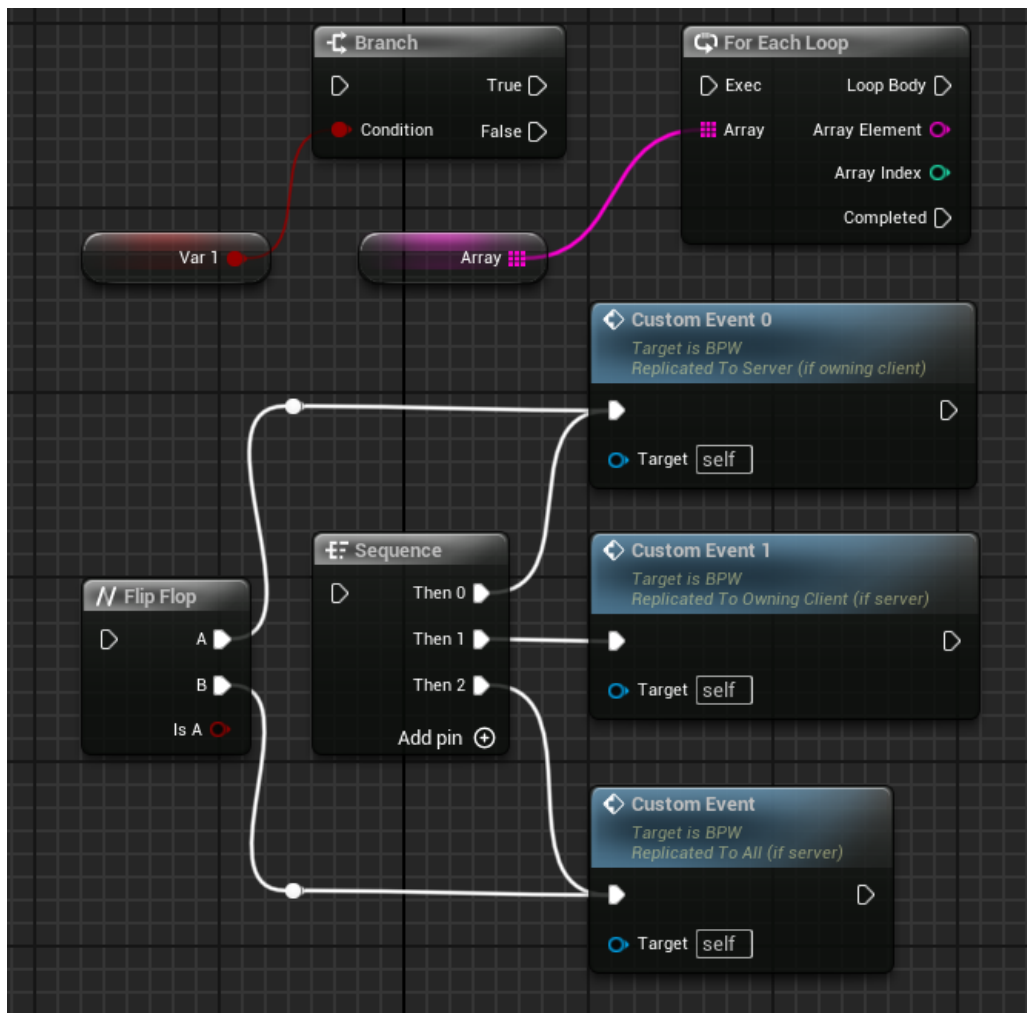 Branch
True
Condition
False
For Each Loop
Exec
Loop Body
Array
Array Element
Array Index
Completed
Var 1
Array
Custom Event 0
Target is BPW
Replicated To Server (if owning client)
Target self
Flip Flop
A
B
Is A
Sequence
Then 0
Then 1
Then 2
Add pin
Custom Event 1
Target is BPW
Replicated To Owning Client (if server)
Target self
Custom Event
Target is BPW
Replicated To All (if server)
Target self